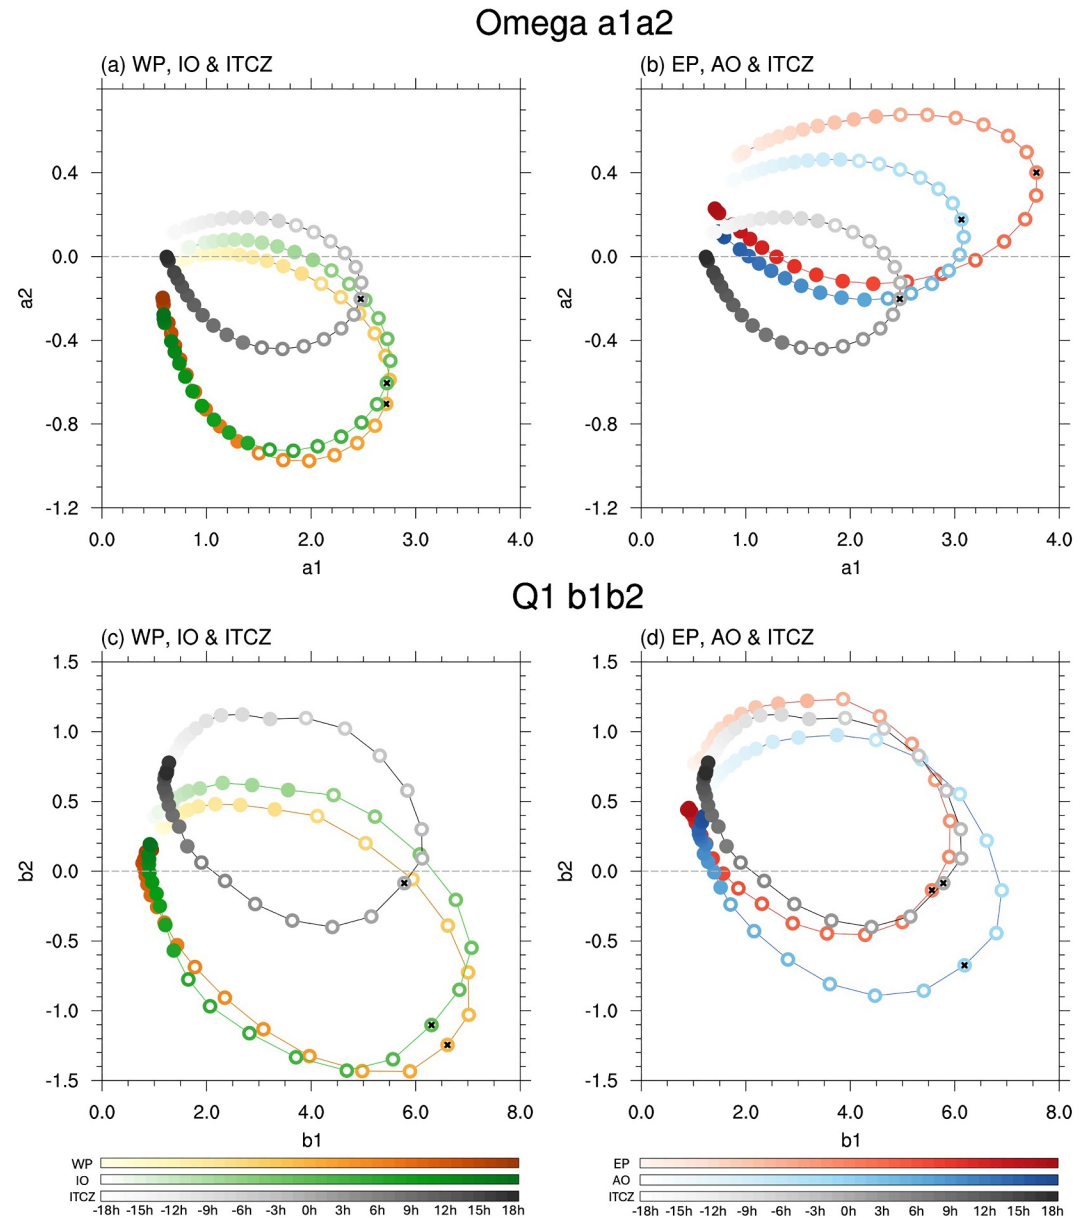 Omega a1a2
(a) WP, IO & ITCZ
(b) EP, AO & ITCZ
0.4
0.0
-0.4
-0.8
-1.2
a2
0.0 1.0 2.0 3.0 4.0
a1
0.4
0.0
-0.4
-0.8
-1.2
a2
0.0 1.0 2.0 3.0 4.0
a1
Q1 b1b2
(c) WP, IO & ITCZ
(d) EP, AO & ITCZ
1.5
1.0
0.5
0.0
-0.5
-1.0
-1.5
b2
0.0 2.0 4.0 6.0 8.0
b1
1.5
1.0
0.5
0.0
-0.5
-1.0
-1.5
b2
0.0 2.0 4.0 6.0 8.0
b1
WP
IO
ITCZ
-18h -15h -12h -9h -6h -3h 0h 3h 6h 9h 12h 15h 18h
EP
AO
ITCZ
-18h -15h -12h -9h -6h -3h 0h 3h 6h 9h 12h 15h 18h